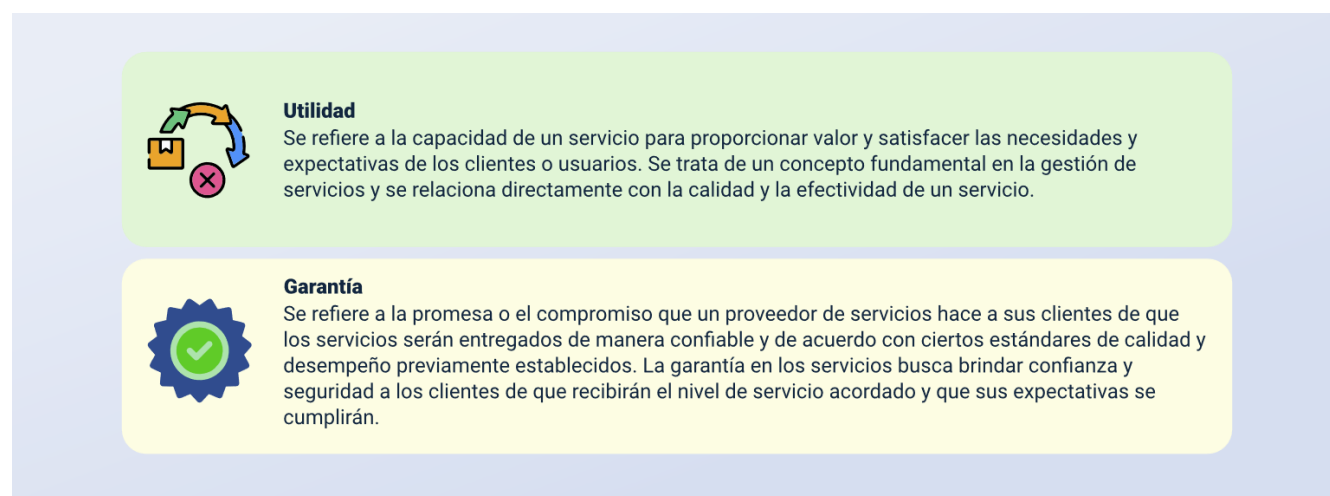 Utilidad
Se refiere a la capacidad de un servicio para proporcionar valor y satisfacer las necesidades y
expectativas de los clientes o usuarios. Se trata de un concepto fundamental en la gestión de
servicios y se relaciona directamente con la calidad y la efectividad de un servicio.
Garantía
Se refiere a la promesa o el compromiso que un proveedor de servicios hace a sus clientes de que
los servicios serán entregados de manera confiable y de acuerdo con ciertos estándares de calidad y
desempeño previamente establecidos. La garantía en los servicios busca brindar confianza y
seguridad a los clientes de que recibirán el nivel de servicio acordado y que sus expectativas se
cumplirán.